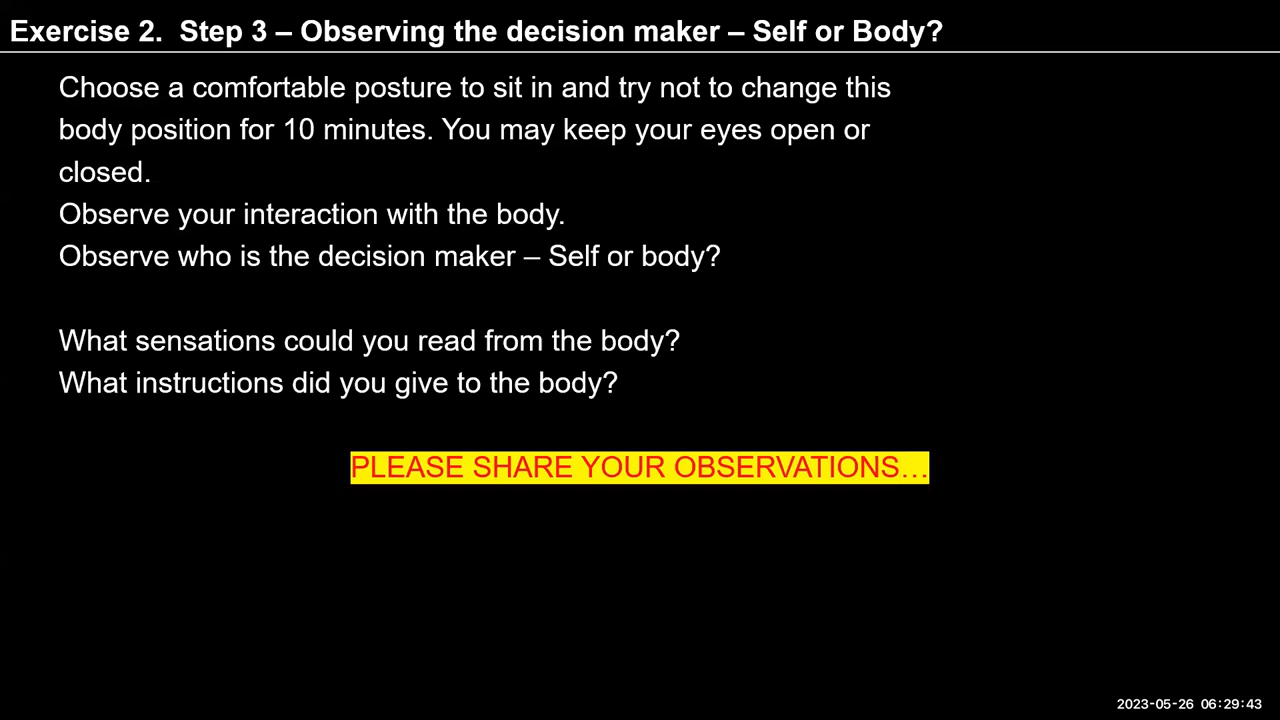 Exercise 2.  Step 3 – Observing the decision maker – Self or Body?
Choose a comfortable posture to sit in and try not to change this
body position for 10 minutes. You may keep your eyes open or
closed.
Observe your interaction with the body.
Observe who is the decision maker – Self or body?
What sensations could you read from the body?
What instructions did you give to the body?
PLEASE SHARE YOUR OBSERVATIONS…
2023-05-26 06:29:43